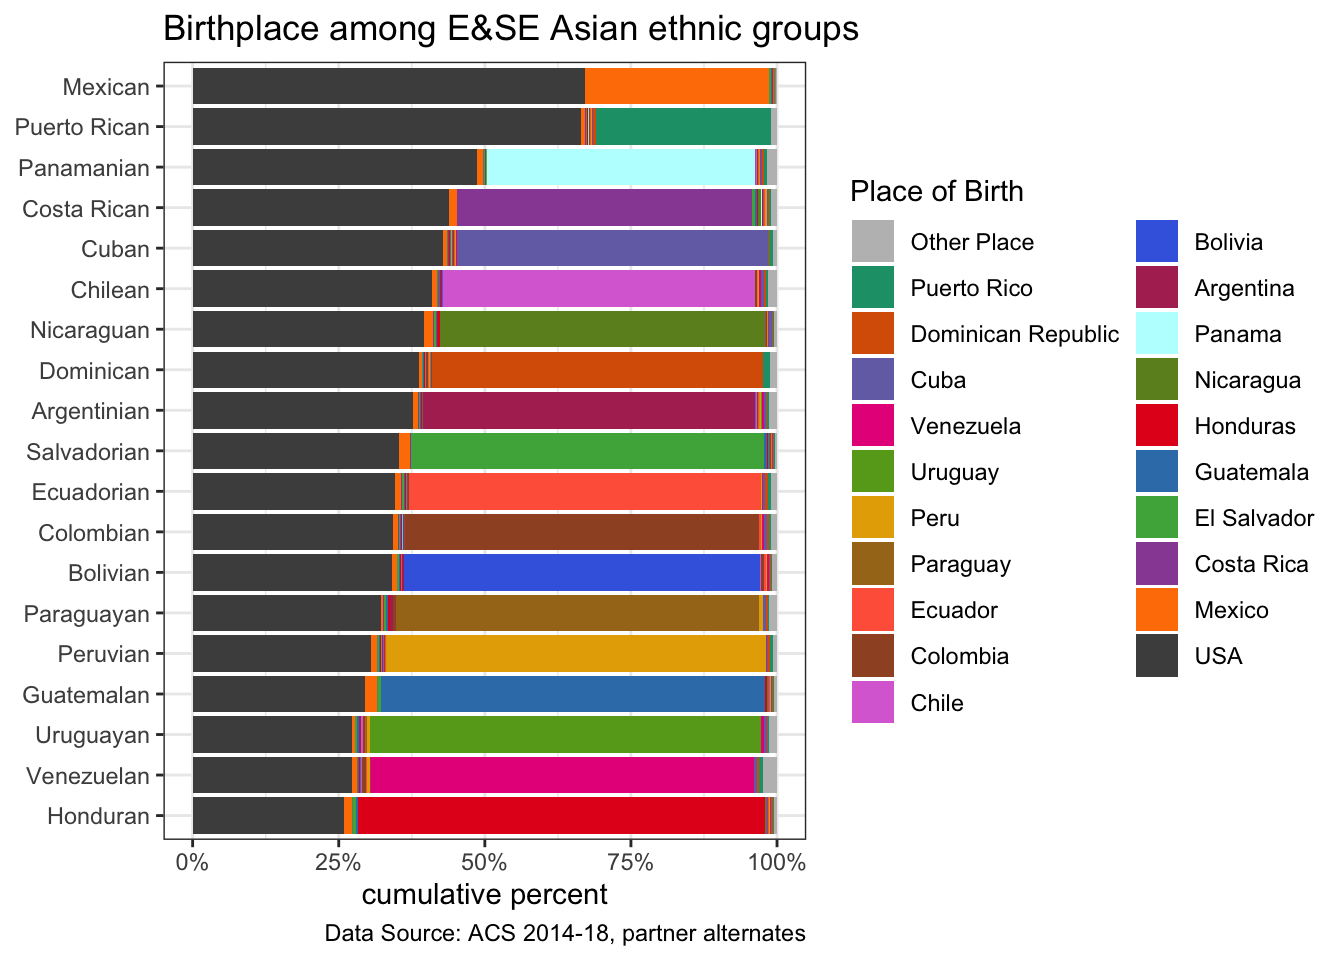 Birthplace among E&SE Asian ethnic groups
Mexican
Puerto Rican
Panamanian
Costa Rican
Cuban
Chilean
Nicaraguan
Dominican
Argentinian
Salvadorian
Ecuadorian
Colombian
Bolivian
Paraguayan
Peruvian
Guatemalan
Uruguayan
Venezuelan
Honduran
0% 25% 50% 75% 100%
cumulative percent
Data Source: ACS 2014-18, partner alternates
Place of Birth
Other Place
Puerto Rico
Dominican Republic
Cuba
Venezuela
Uruguay
Peru
Paraguay
Ecuador
Colombia
Chile
Bolivia
Argentina
Panama
Nicaragua
Honduras
Guatemala
El Salvador
Costa Rica
Mexico
USA